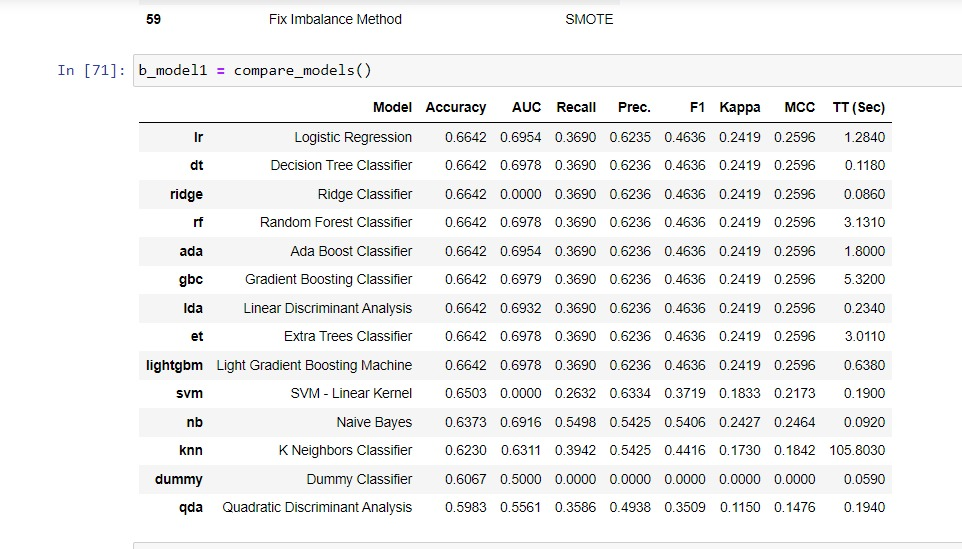 59 Fix Imbalance Method SMOTE
In [71]: b_model1 = compare_models()
Model Accuracy AUC Recall Prec. F1 Kappa MCC TT (Sec)
lr Logistic Regression 0.6642 0.6954 0.3690 0.6235 0.4636 0.2419 0.2596 1.2840
dt Decision Tree Classifier 0.6642 0.6978 0.3690 0.6236 0.4636 0.2419 0.2596 0.1180
ridge Ridge Classifier 0.6642 0.0000 0.3690 0.6236 0.4636 0.2419 0.2596 0.0860
rf Random Forest Classifier 0.6642 0.6978 0.3690 0.6236 0.4636 0.2419 0.2596 3.1310
ada Ada Boost Classifier 0.6642 0.6954 0.3690 0.6236 0.4636 0.2419 0.2596 1.8000
gbc Gradient Boosting Classifier 0.6642 0.6979 0.3690 0.6236 0.4636 0.2419 0.2596 5.3200
lda Linear Discriminant Analysis 0.6642 0.6932 0.3690 0.6236 0.4636 0.2419 0.2596 0.2340
et Extra Trees Classifier 0.6642 0.6978 0.3690 0.6236 0.4636 0.2419 0.2596 3.0110
lightgbm Light Gradient Boosting Machine 0.6642 0.6978 0.3690 0.6236 0.4636 0.2419 0.2596 0.6380
svm SVM - Linear Kernel 0.6503 0.0000 0.2632 0.6334 0.3719 0.1833 0.2173 0.1900
nb Naive Bayes 0.6373 0.6916 0.5498 0.5425 0.5406 0.2427 0.2464 0.0920
knn K Neighbors Classifier 0.6230 0.6311 0.3942 0.5425 0.4416 0.1730 0.1842 105.8030
dummy Dummy Classifier 0.6067 0.5000 0.0000 0.0000 0.0000 0.0000 0.0000 0.0590
qda Quadratic Discriminant Analysis 0.5983 0.5561 0.3586 0.4938 0.3509 0.1150 0.1476 0.1940